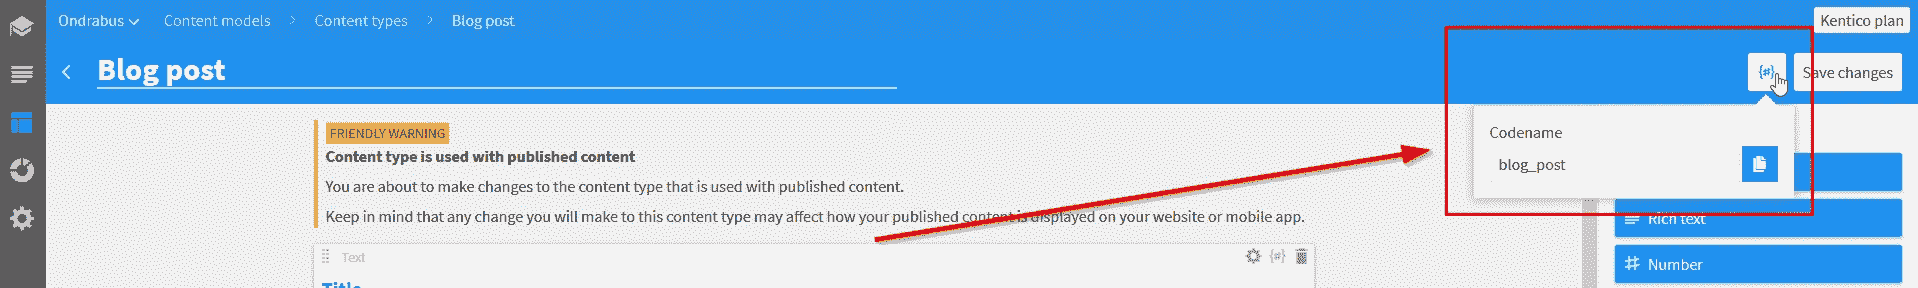 Ondrabus Content models > Content types > Blog post Kentico plan
Blog post {#} Save changes
FRIENDLY WARNING
Codename
Content type is used with published content
blog_post
You are about to make changes to the content type that is used with published content.
Keep in mind that any change you will make to this content type may affect how your published content is displayed on your website or mobile app.
Rich text
Text {#}
Number
Title